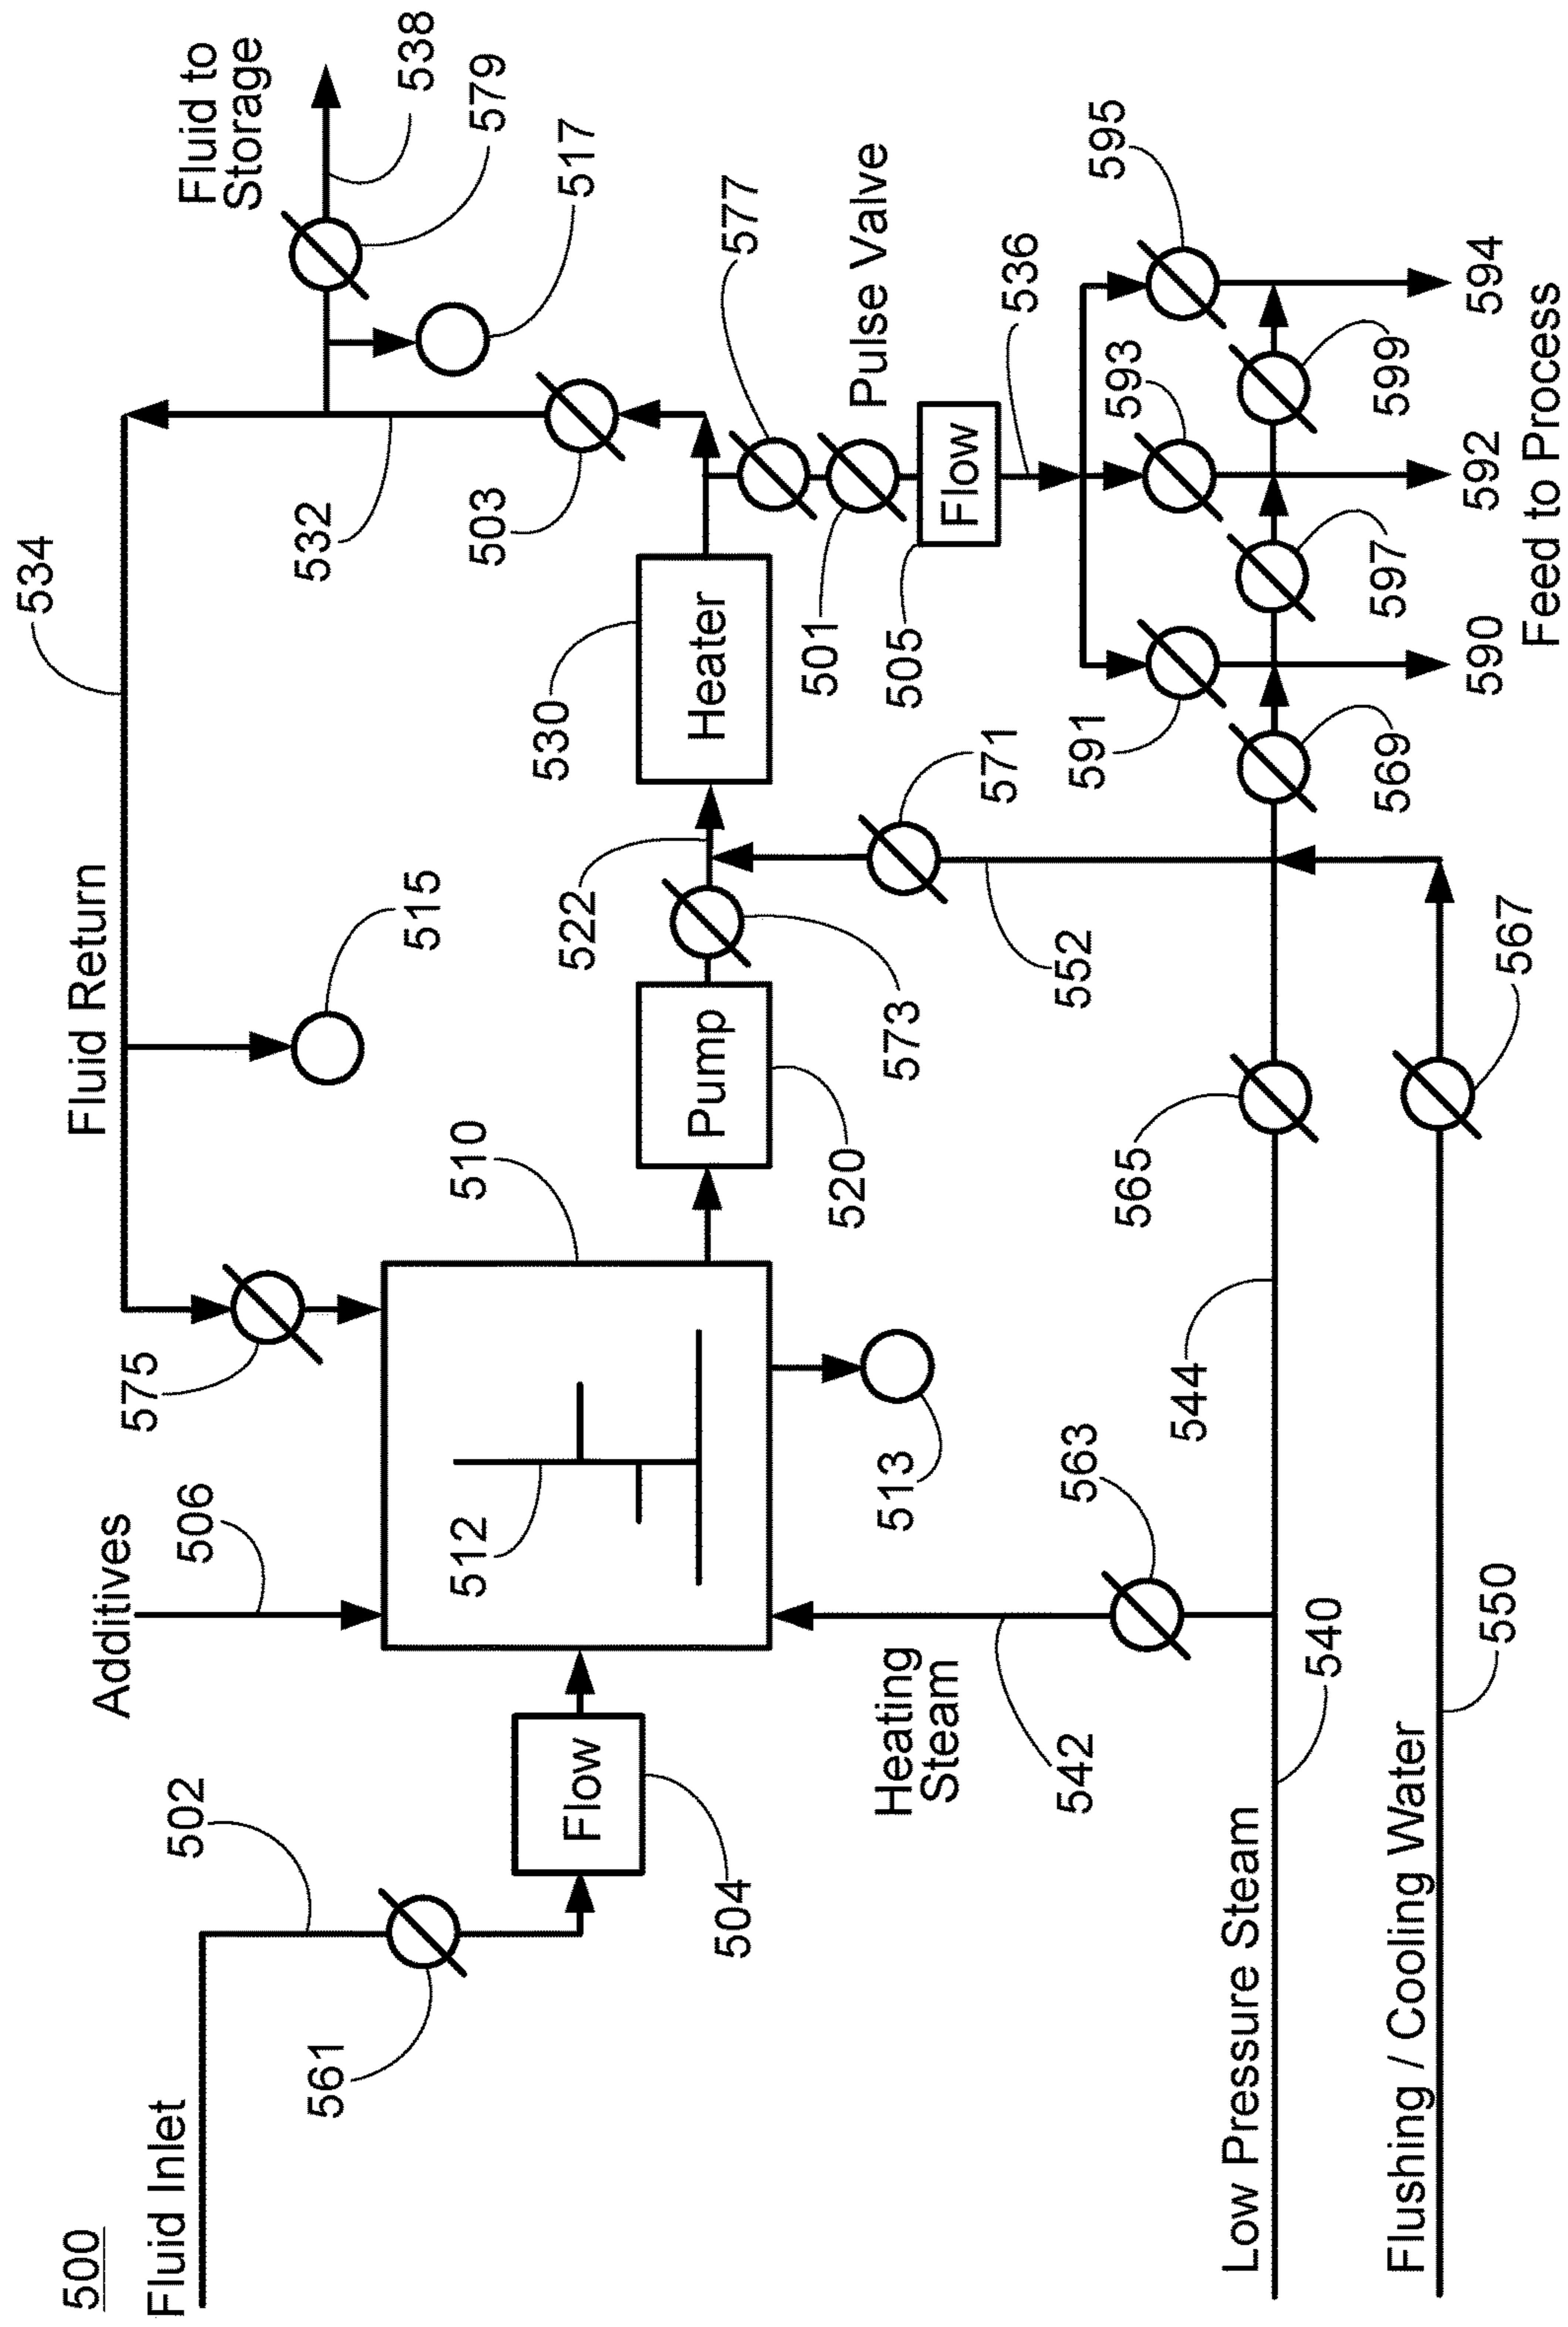 500
Fluid Inlet
561
502
Flow
504
Additives
506
575
Fluid Return
534
515
510
512
513
Pump
520
573
522
Heater
530
532
503
Fluid to
Storage
538
579
517
577
Pulse Valve
501
Flow
505
536
571
552
Heating
Steam
542
563
544
565
Low Pressure Steam
540
Flushing / Cooling Water
550
567
569
591
593
595
597
599
590
592
594
Feed to Process